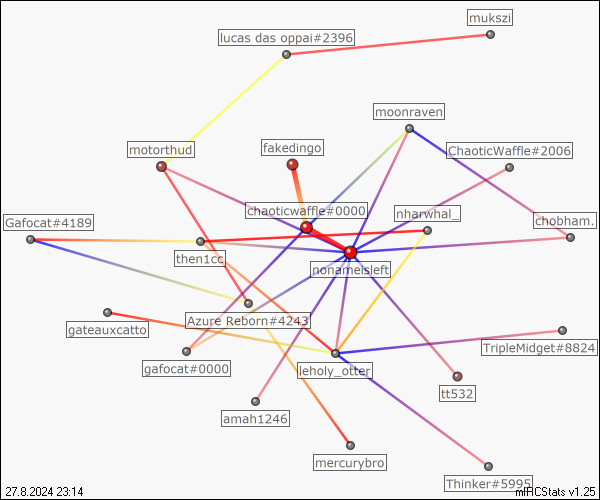 mukszi
lucas das oppai#2396
moonraven
motorthud
fakedingo
ChaoticWaffle#2006
chaoticwaffle#0000
nharwhal_
Gafocat#4189
chobham.
then1cc
nonameisleft
Azure Reborn#4243
gateauxcatto
TripleMidget#8824
gafocat#0000
leholy_otter
tt532
amah1246
mercurybro
Thinker#5995
27.8.2024 23:14
mIRCStats v1.25